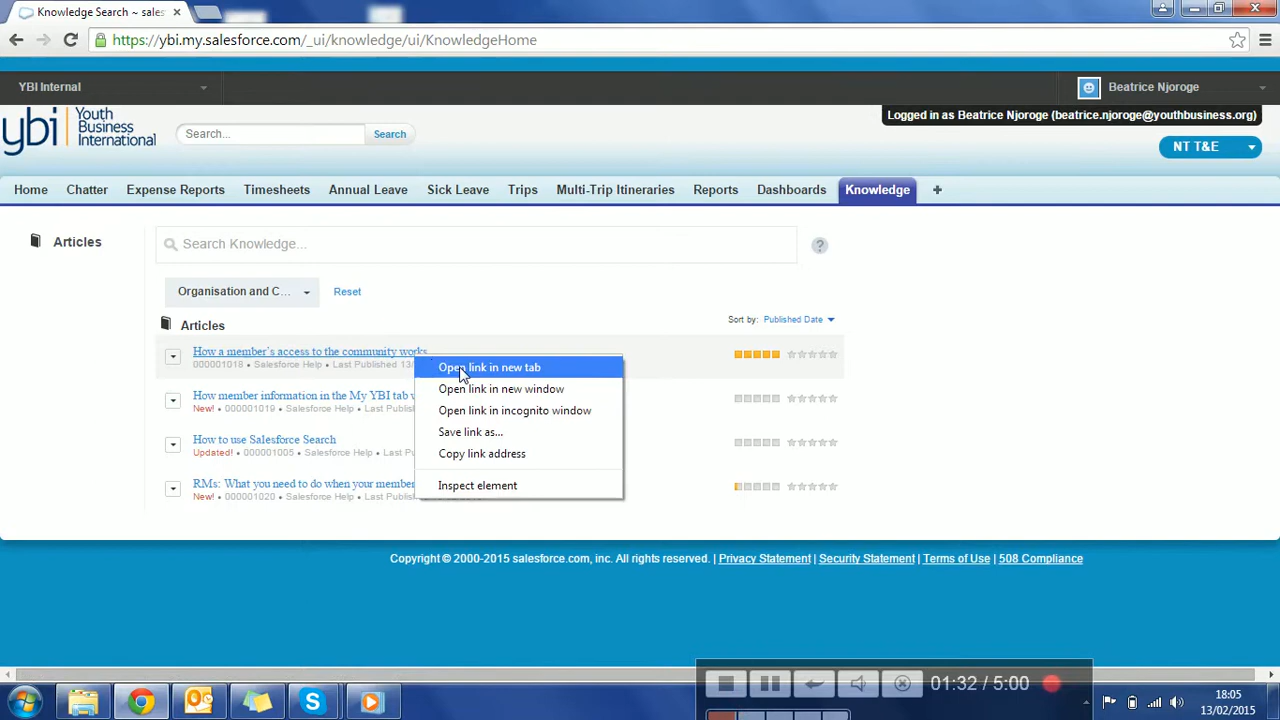 Knowledge Search ~ sales
https://ybi.my.salesforce.com/_ui/knowledge/ui/KnowledgeHome
YBI Internal
Beatrice Njoroge
Logged in as Beatrice Njoroge (beatrice.njoroge@youthbusiness.org)
ybi Youth
Business
International
Search...
Search
NT T&E
Home Chatter Expense Reports Timesheets Annual Leave Sick Leave Trips Multi-Trip Itineraries Reports Dashboards Knowledge +
Articles
Search Knowledge...
?
Organisation and C...
Reset
Articles
Sort by: Published Date
How a member's access to the community works
000001018 • Salesforce Help • Last Published 13/
Open link in new tab
Open link in new window
Open link in incognito window
Save link as...
Copy link address
Inspect element
How member information in the My YBI tab
New! • 000001019 • Salesforce Help • Last Publis
How to use Salesforce Search
Updated! • 000001005 • Salesforce Help • Last P
RMs: What you need to do when your member
New! • 000001020 • Salesforce Help • Last Publis
Copyright © 2000-2015 salesforce.com, inc. All rights reserved. | Privacy Statement | Security Statement | Terms of Use | 508 Compliance
01:32 / 5:00
18:05
13/02/2015